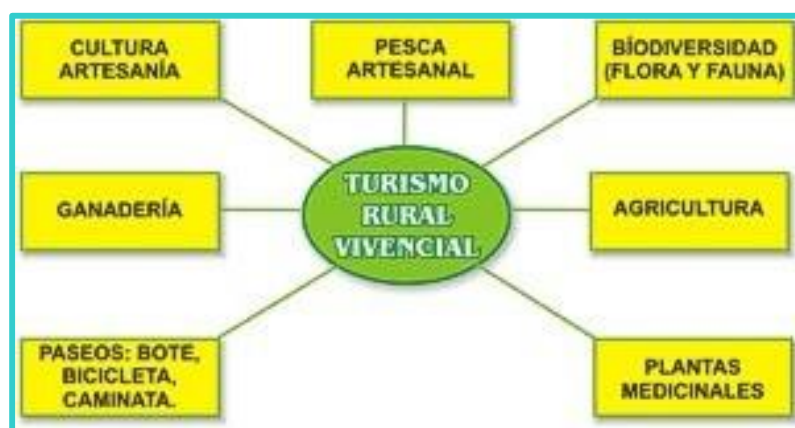 CULTURA
ARTESANÍA
PESCA
ARTESANAL
BÍODIVERSIDAD
(FLORA Y FAUNA)
GANADERÍA
TURISMO
RURAL
VIVENCIAL
AGRICULTURA
PASEOS: BOTE,
BICICLETA,
CAMINATA.
PLANTAS
MEDICINALES